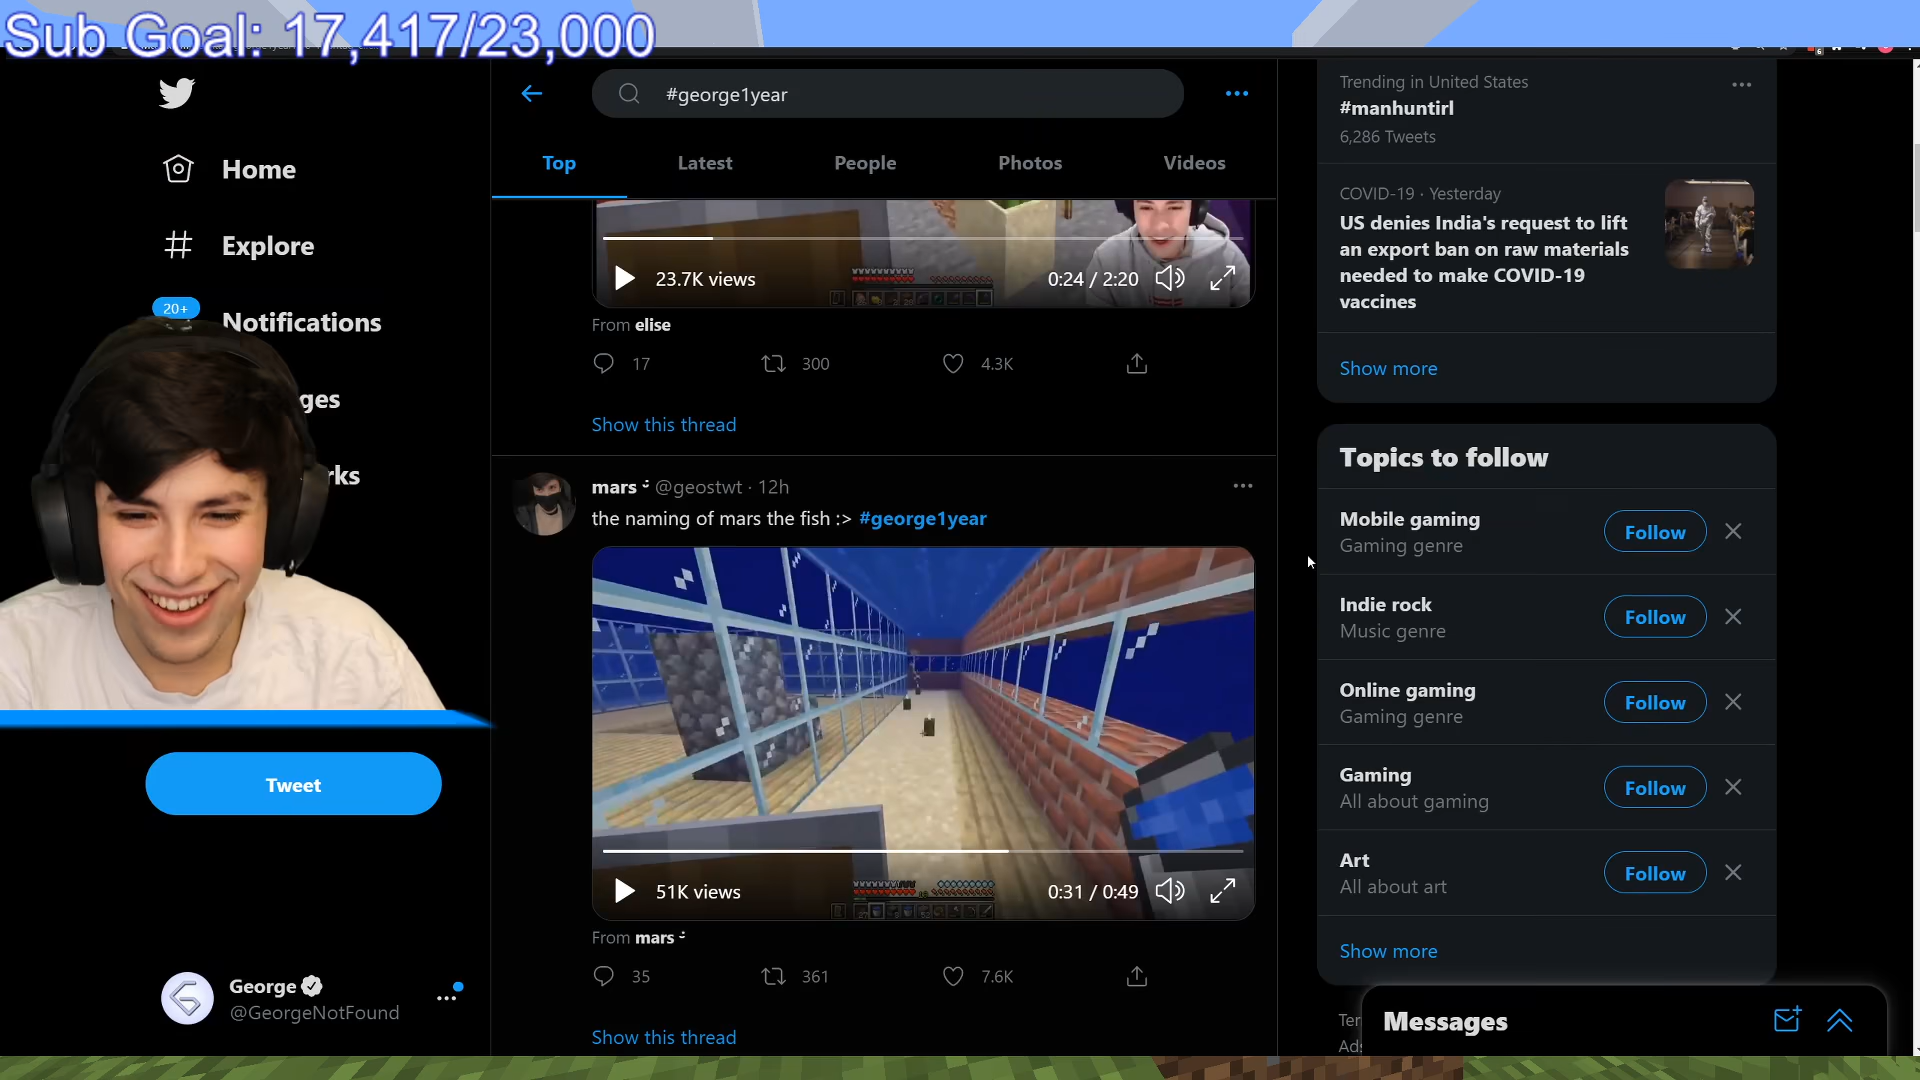 Sub Goal: 17,417/23,000
#george1year
Top
Latest
People
Photos
Videos
Home
Explore
20+
Notifications
ges
rks
Tweet
George
@GeorgeNotFound
23.7K views
0:24 / 2:20
From elise
17
300
4.3K
Show this thread
mars @geostwt · 12h
the naming of mars the fish :> #george1year
51K views
0:31 / 0:49
From mars
35
361
7.6K
Show this thread
Trending in United States
#manhuntirl
6,286 Tweets
COVID-19 · Yesterday
US denies India's request to lift
an export ban on raw materials
needed to make COVID-19
vaccines
Show more
Topics to follow
Mobile gaming
Gaming genre
Follow
Indie rock
Music genre
Follow
Online gaming
Gaming genre
Follow
Gaming
All about gaming
Follow
Art
All about art
Follow
Show more
Ter
Ads
Messages